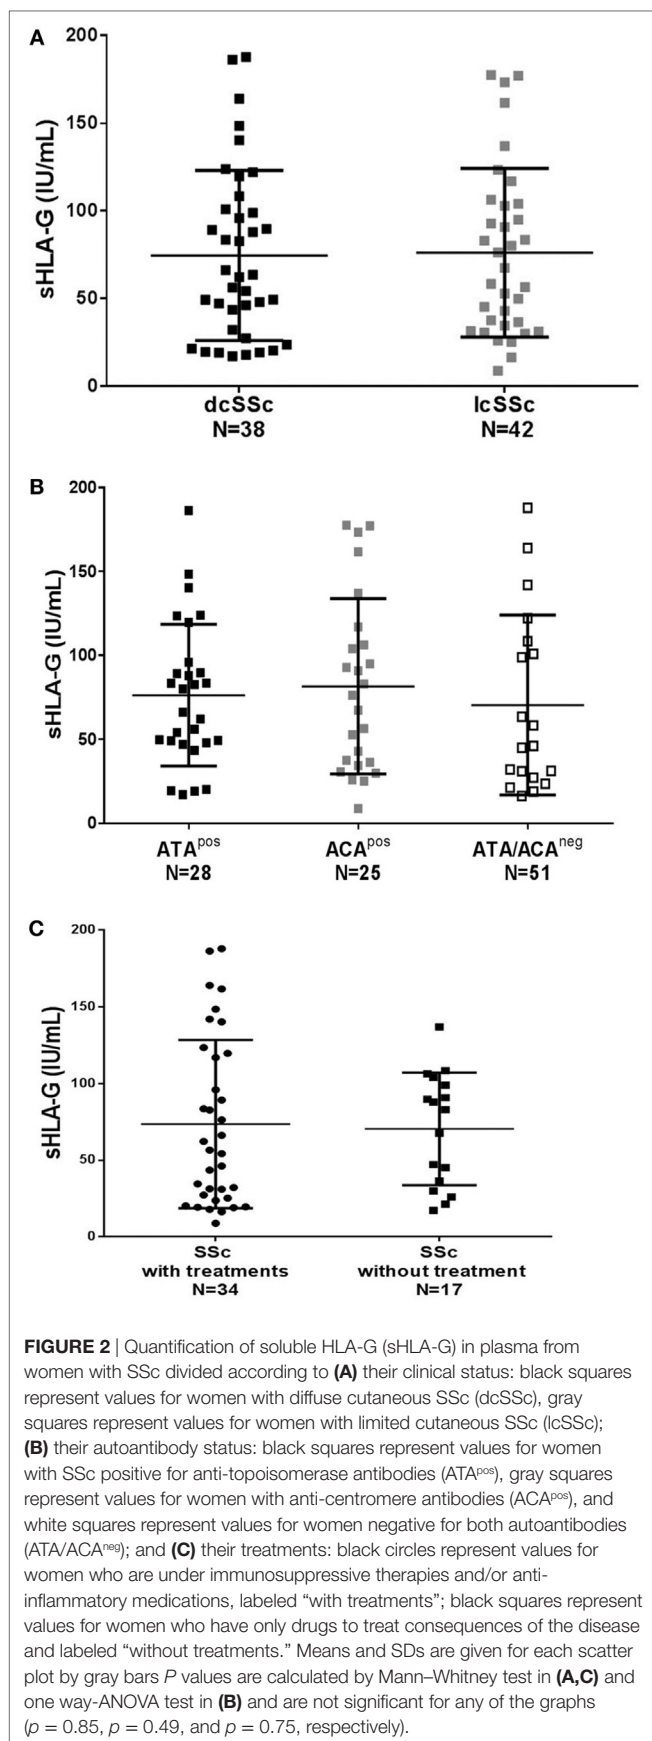 A
200
150
100
50
0
sHLA-G (IU/mL)
dcSSc
N=38
lcSSc
N=42
B
200
150
100
50
0
sHLA-G (IU/mL)
ATApos
N=28
ACApos
N=25
ATA/ACAneg
N=51
C
200
150
100
50
0
sHLA-G (IU/mL)
SSc
with treatments
N=34
SSc
without treatment
N=17
FIGURE 2 | Quantification of soluble HLA-G (sHLA-G) in plasma from
women with SSc divided according to (A) their clinical status: black squares
represent values for women with diffuse cutaneous SSc (dcSSc), gray
squares represent values for women with limited cutaneous SSc (lcSSc);
(B) their autoantibody status: black squares represent values for women
with SSc positive for anti-topoisomerase antibodies (ATApos), gray squares
represent values for women with anti-centromere antibodies (ACApos), and
white squares represent values for women negative for both autoantibodies
(ATA/ACAneg); and (C) their treatments: black circles represent values for
women who are under immunosuppressive therapies and/or anti-
inflammatory medications, labeled “with treatments”; black squares represent
values for women who have only drugs to treat consequences of the disease
and labeled “without treatments.” Means and SDs are given for each scatter
plot by gray bars P values are calculated by Mann–Whitney test in (A,C) and
one way-ANOVA test in (B) and are not significant for any of the graphs
(p = 0.85, p = 0.49, and p = 0.75, respectively).